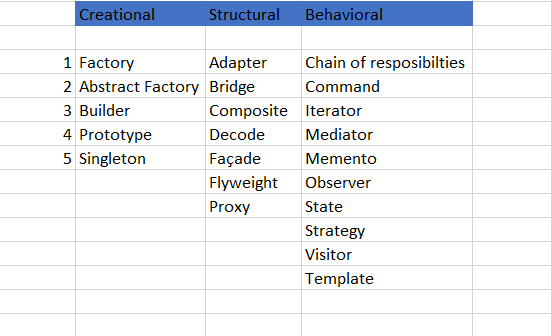 Creational Structural Behavioral
1 Factory Adapter Chain of resposibilties
2 Abstract Factory Bridge Command
3 Builder Composite Iterator
4 Prototype Decode Mediator
5 Singleton Façade Memento
Flyweight Observer
Proxy State
Strategy
Visitor
Template